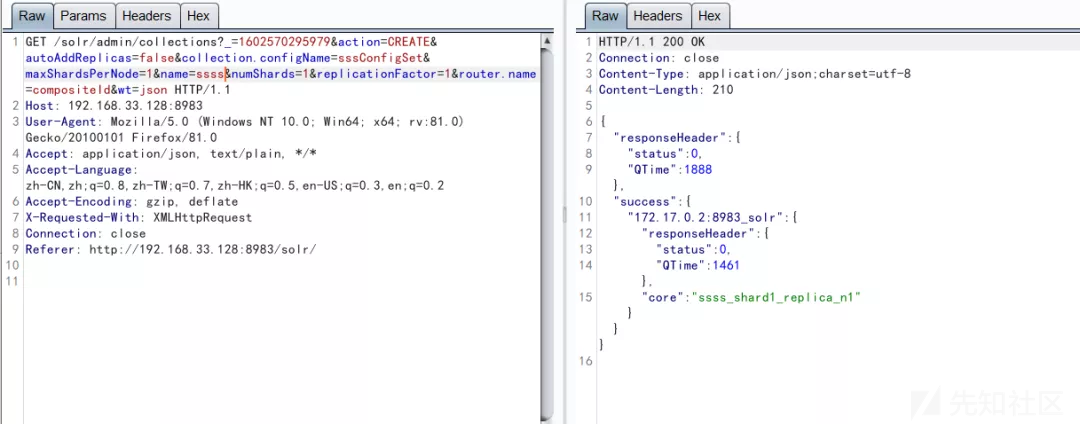 Raw Params Headers Hex
1 GET /solr/admin/collections?_=1602570295979&action=CREATE&
autoAddReplicas=false&collection.configName=sssConfigSet&
maxShardsPerNode=1&name=ssss&numShards=1&replicationFactor=1&router.name
=compositeId&wt=json HTTP/1.1
2 Host: 192.168.33.128:8983
3 User-Agent: Mozilla/5.0 (Windows NT 10.0; Win64; x64; rv:81.0)
Gecko/20100101 Firefox/81.0
4 Accept: application/json, text/plain, */*
5 Accept-Language:
zh-CN,zh;q=0.8,zh-TW;q=0.7,zh-HK;q=0.5,en-US;q=0.3,en;q=0.2
6 Accept-Encoding: gzip, deflate
7 X-Requested-With: XMLHttpRequest
8 Connection: close
9 Referer: http://192.168.33.128:8983/solr/
10
11
Raw Headers Hex
1 HTTP/1.1 200 OK
2 Connection: close
3 Content-Type: application/json;charset=utf-8
4 Content-Length: 210
5
6 {
7 "responseHeader":{
8 "status":0,
9 "QTime":1888
},
10 "success":{
11 "172.17.0.2:8983_solr":{
12 "responseHeader":{
13 "status":0,
14 "QTime":1461
},
15 "core":"ssss_shard1_replica_n1"
}
}
}
16
先知社区